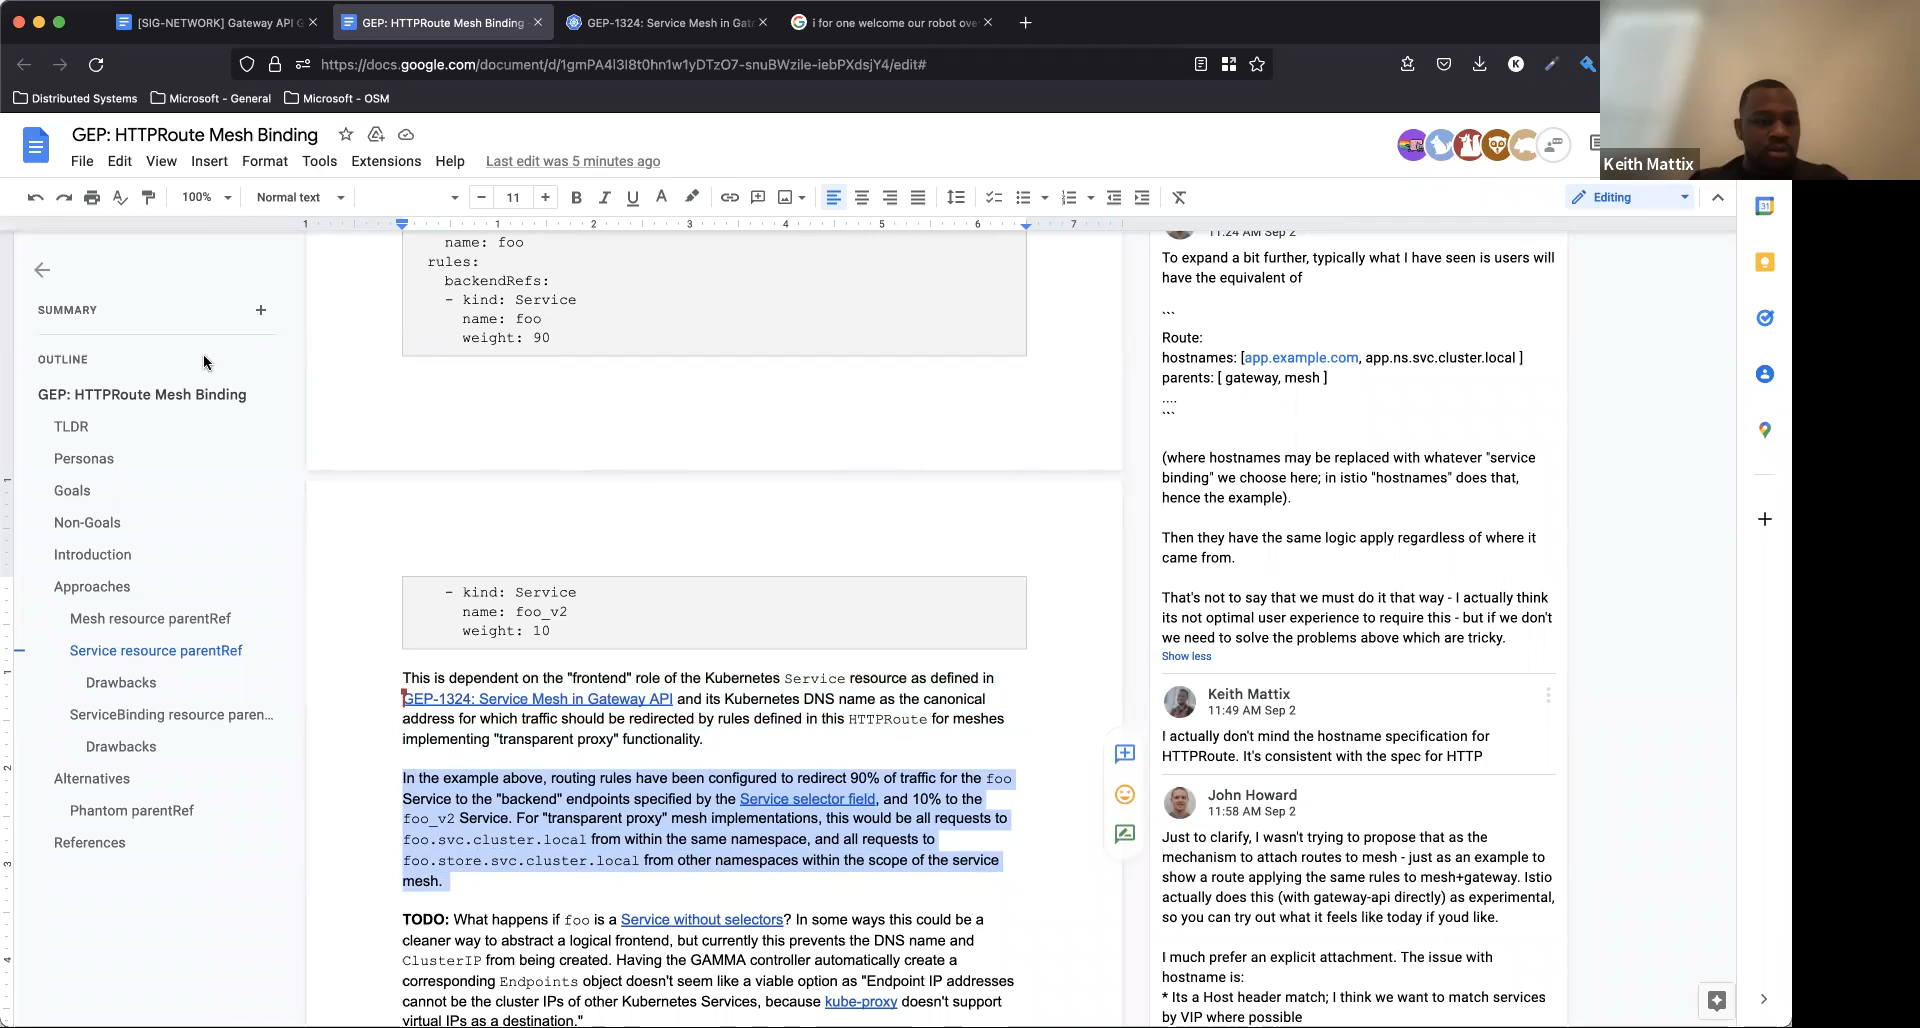 [SIG-NETWORK] Gateway API G
GEP: HTTPRoute Mesh Binding
GEP-1324: Service Mesh in Gat
i for one welcome our robot ove
https://docs.google.com/document/d/1gmPA4I3I8t0hn1w1yDTzO7-snuBWzile-iebPXdsjY4/edit#
Distributed Systems
Microsoft - General
Microsoft - OSM
Keith Mattix
GEP: HTTPRoute Mesh Binding
File Edit View Insert Format Tools Extensions Help Last edit was 5 minutes ago
100% Normal text 11 Editing
1 1 2 3 4 5 6 7
SUMMARY
OUTLINE
GEP: HTTPRoute Mesh Binding
TLDR
Personas
Goals
Non-Goals
Introduction
Approaches
Mesh resource parentRef
Service resource parentRef
Drawbacks
ServiceBinding resource paren...
Drawbacks
Alternatives
Phantom parentRef
References
name: foo
rules:
backendRefs:
- kind: Service
name: foo
weight: 90
- kind: Service
name: foo_v2
weight: 10
This is dependent on the "frontend" role of the Kubernetes Service resource as defined in
GEP-1324: Service Mesh in Gateway API and its Kubernetes DNS name as the canonical
address for which traffic should be redirected by rules defined in this HTTPRoute for meshes
implementing "transparent proxy" functionality.
In the example above, routing rules have been configured to redirect 90% of traffic for the foo
Service to the "backend" endpoints specified by the Service selector field, and 10% to the
foo_v2 Service. For "transparent proxy" mesh implementations, this would be all requests to
foo.svc.cluster.local from within the same namespace, and all requests to
foo.store.svc.cluster.local from other namespaces within the scope of the service
mesh.
TODO: What happens if foo is a Service without selectors? In some ways this could be a
cleaner way to abstract a logical frontend, but currently this prevents the DNS name and
ClusterIP from being created. Having the GAMMA controller automatically create a
corresponding Endpoints object doesn't seem like a viable option as "Endpoint IP addresses
cannot be the cluster IPs of other Kubernetes Services, because kube-proxy doesn't support
virtual IPs as a destination."
11:24 AM Sep 2
To expand a bit further, typically what I have seen is users will
have the equivalent of
```
Route:
hostnames: [app.example.com, app.ns.svc.cluster.local ]
parents: [ gateway, mesh ]
....
```
(where hostnames may be replaced with whatever "service
binding" we choose here; in istio "hostnames" does that,
hence the example).
Then they have the same logic apply regardless of where it
came from.
That's not to say that we must do it that way - I actually think
its not optimal user experience to require this - but if we don't
we need to solve the problems above which are tricky.
Show less
Keith Mattix
11:49 AM Sep 2
I actually don't mind the hostname specification for
HTTPRoute. It's consistent with the spec for HTTP
John Howard
11:58 AM Sep 2
Just to clarify, I wasn't trying to propose that as the
mechanism to attach routes to mesh - just as an example to
show a route applying the same rules to mesh+gateway. Istio
actually does this (with gateway-api directly) as experimental,
so you can try out what it feels like today if youd like.
I much prefer an explicit attachment. The issue with
hostname is:
* Its a Host header match; I think we want to match services
by VIP where possible